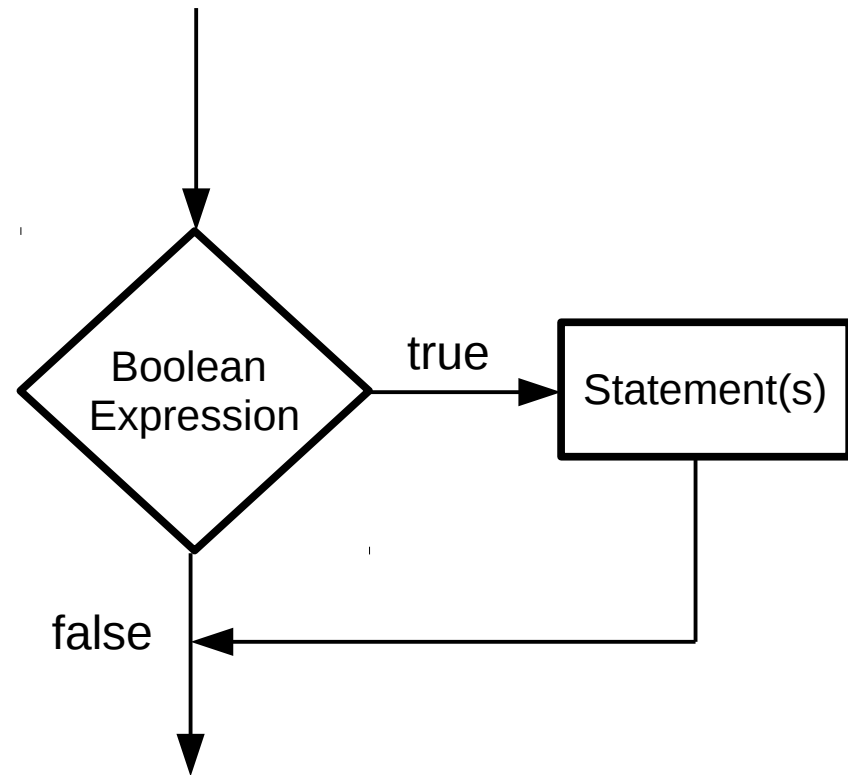 Boolean
Expression
true
Statement(s)
false